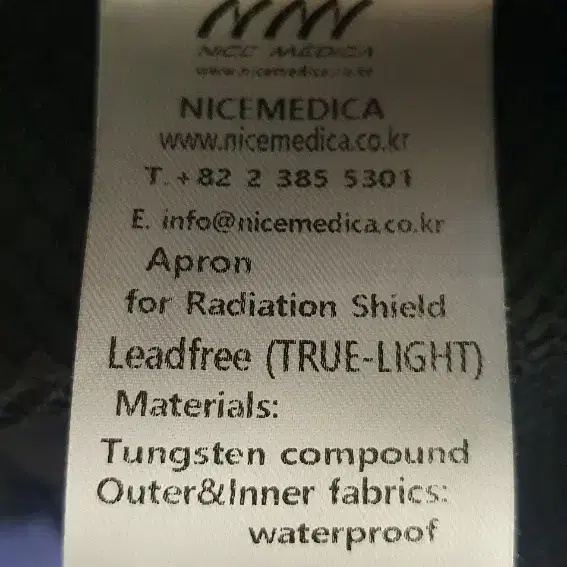 NICE MEDICA
www.nicemedica.co.kr
NICEMEDICA
www.nicemedica.co.kr
T. +82 2 385 5301
E. info@nicemedica.co.kr
Apron
for Radiation Shield
Leadfree (TRUE-LIGHT)
Materials:
Tungsten compound
Outer&Inner fabrics:
waterproof